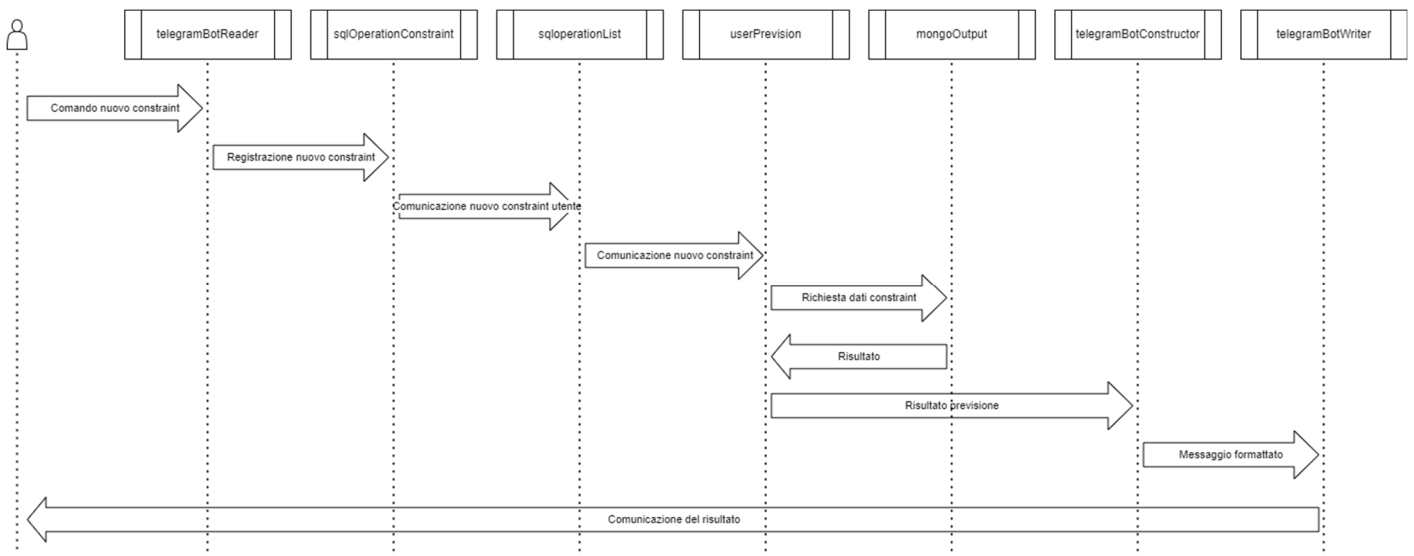 telegramBotReader
sqlOperationConstraint
sqloperationList
userPrevision
mongoOutput
telegramBotConstructor
telegramBotWriter
Comando nuovo constraint
Registrazione nuovo constraint
Comunicazione nuovo constraint utente
Comunicazione nuovo constraint
Richiesta dati constraint
Risultato
Risultato previsione
Messaggio formattato
Comunicazione del risultato